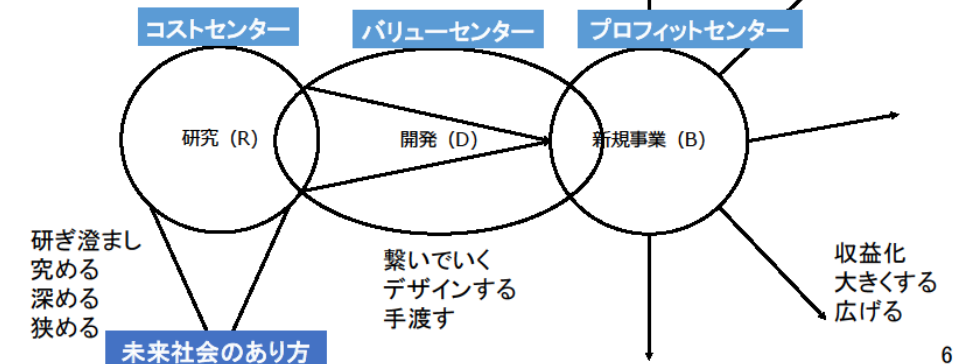 コストセンター
バリューセンター
プロフィットセンター
研究（R）
開発（D）
新規事業（B）
研ぎ澄まし
究める
深める
狭める
繋いでいく
デザインする
手渡す
収益化
大きくする
広げる
未来社会のあり方
6